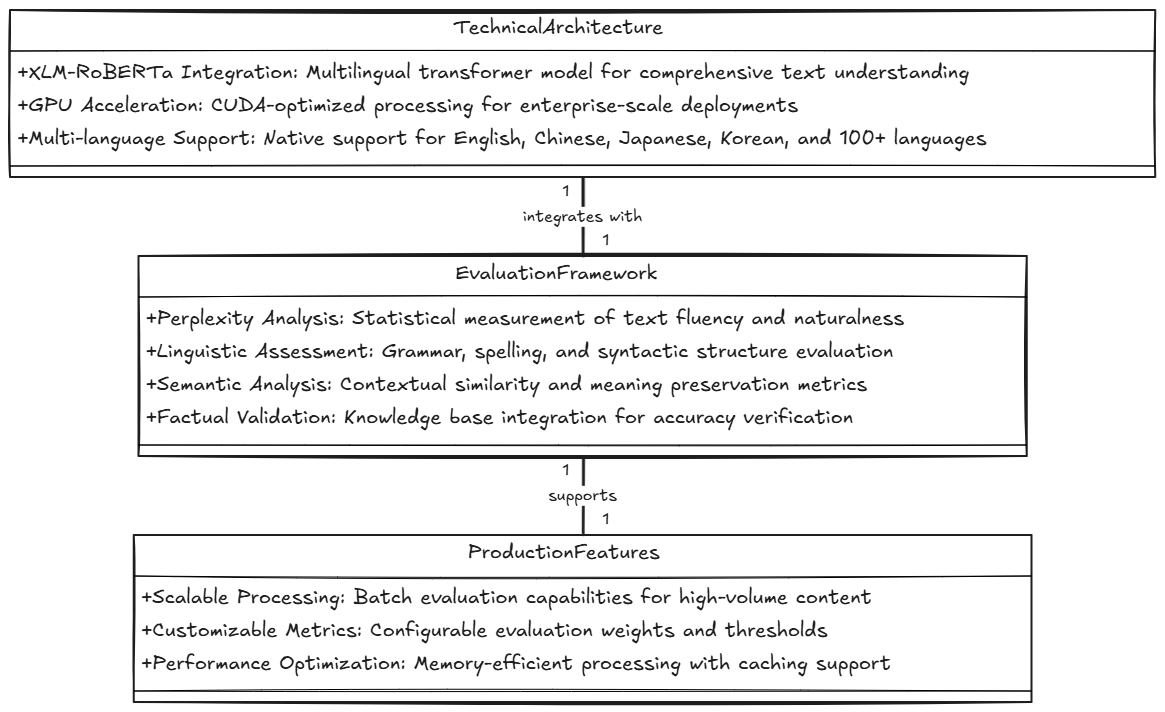 TechnicalArchitecture
+XLM-RoBERTa Integration: Multilingual transformer model for comprehensive text understanding
+GPU Acceleration: CUDA-optimized processing for enterprise-scale deployments
+Multi-language Support: Native support for English, Chinese, Japanese, Korean, and 100+ languages
1
integrates with
1
EvaluationFramework
+Perplexity Analysis: Statistical measurement of text fluency and naturalness
+Linguistic Assessment: Grammar, spelling, and syntactic structure evaluation
+Semantic Analysis: Contextual similarity and meaning preservation metrics
+Factual Validation: Knowledge base integration for accuracy verification
1
supports
1
ProductionFeatures
+Scalable Processing: Batch evaluation capabilities for high-volume content
+Customizable Metrics: Configurable evaluation weights and thresholds
+Performance Optimization: Memory-efficient processing with caching support